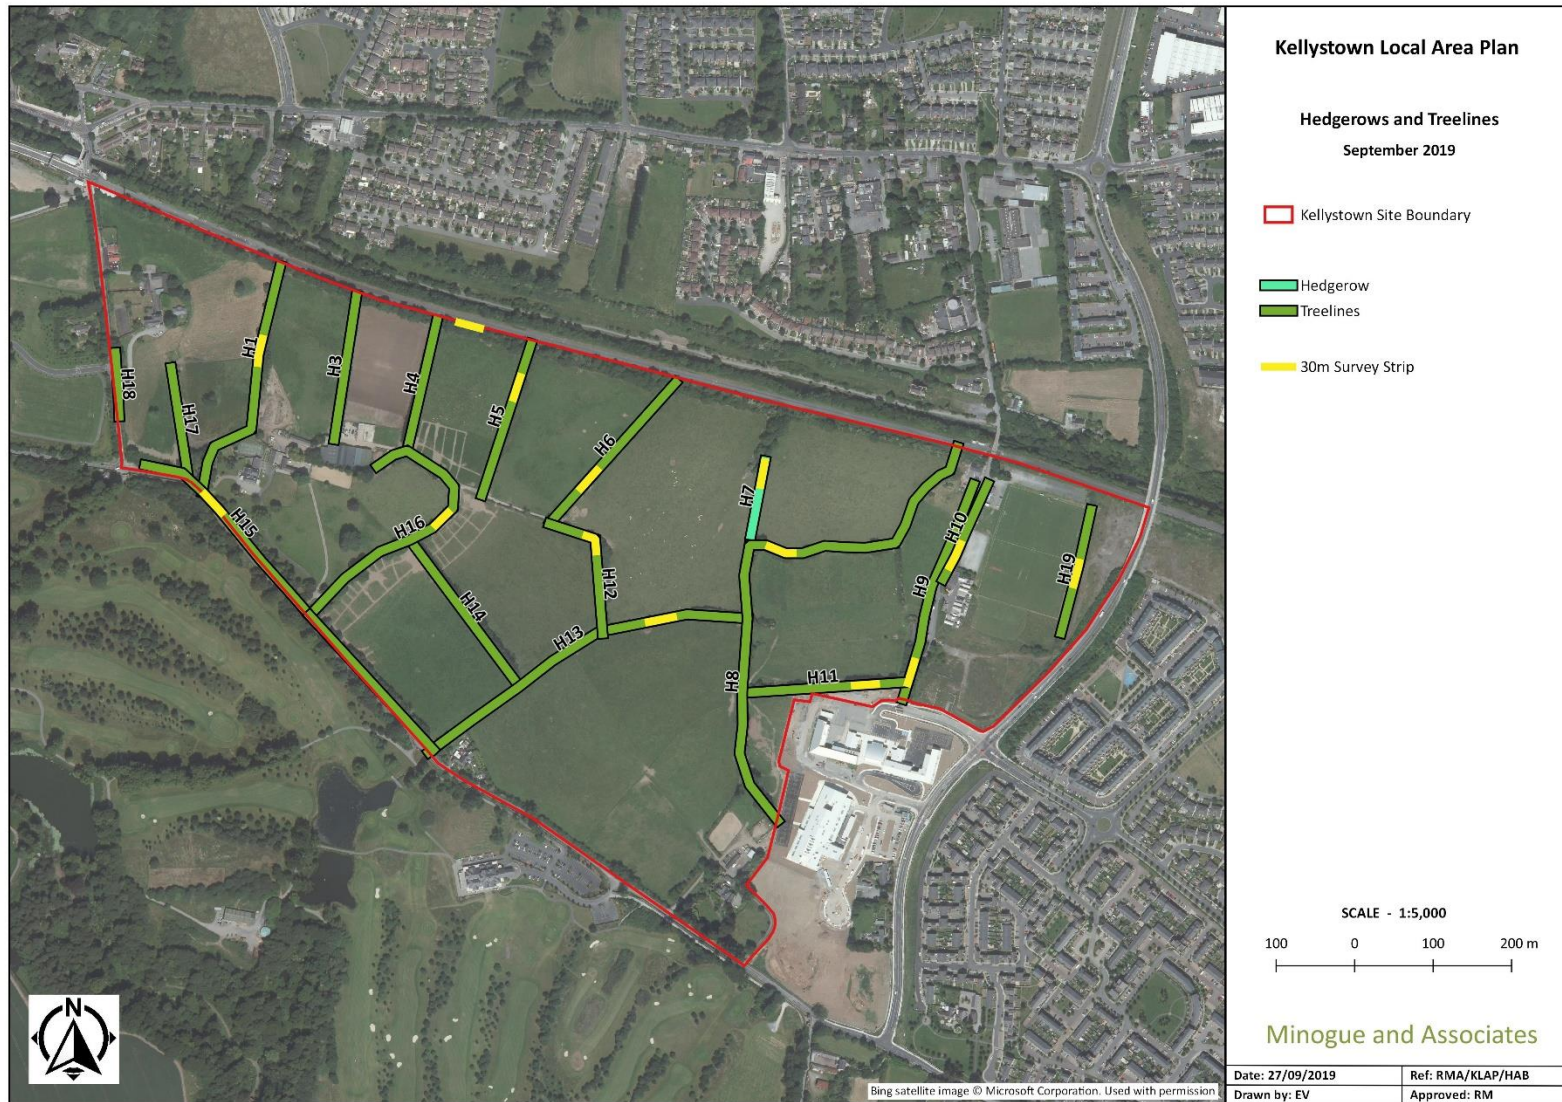 Kellystown Local Area Plan
Hedgerows and Treelines
September 2019
Kellystown Site Boundary
Hedgerow
Treelines
30m Survey Strip
SCALE - 1:5,000
100 0 100 200 m
Minogue and Associates
Date: 27/09/2019 Ref: RMA/KLAP/HAB
Drawn by: EV Approved: RM
H1
H3
H4
H5
H6
H7
H8
H9
H10
H11
H12
H13
H14
H15
H16
H17
H18
H19
N
Bing satellite image © Microsoft Corporation. Used with permission